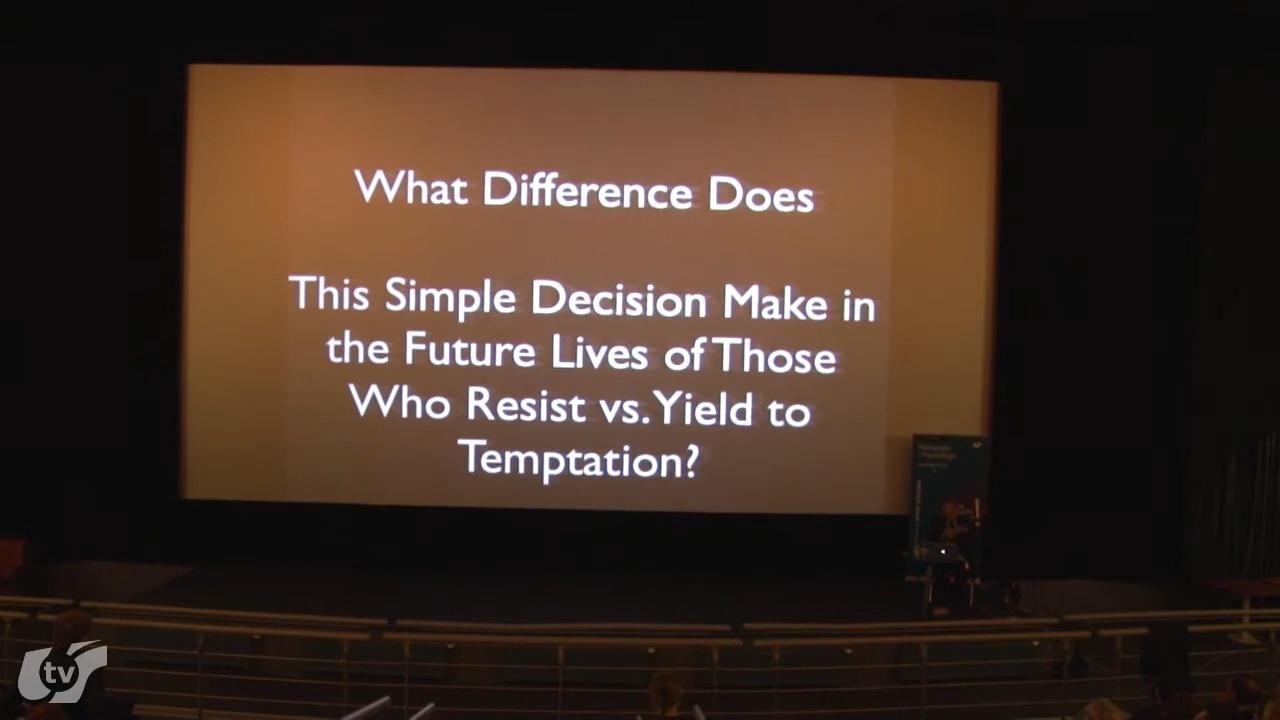 What Difference Does
This Simple Decision Make in
the Future Lives of Those
Who Resist vs. Yield to
Temptation?
tv